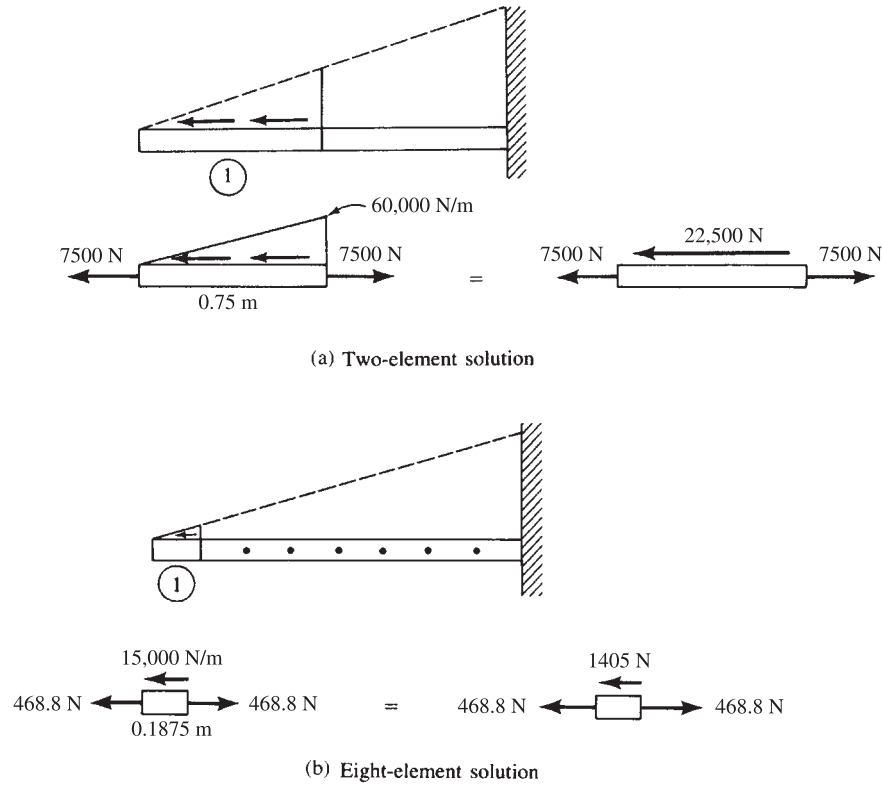 1
60,000 N/m
7500 N
7500 N
0.75 m
=
7500 N
22,500 N
7500 N
(a) Two-element solution
1
15,000 N/m
468.8 N
468.8 N
0.1875 m
=
1405 N
468.8 N
468.8 N
(b) Eight-element solution